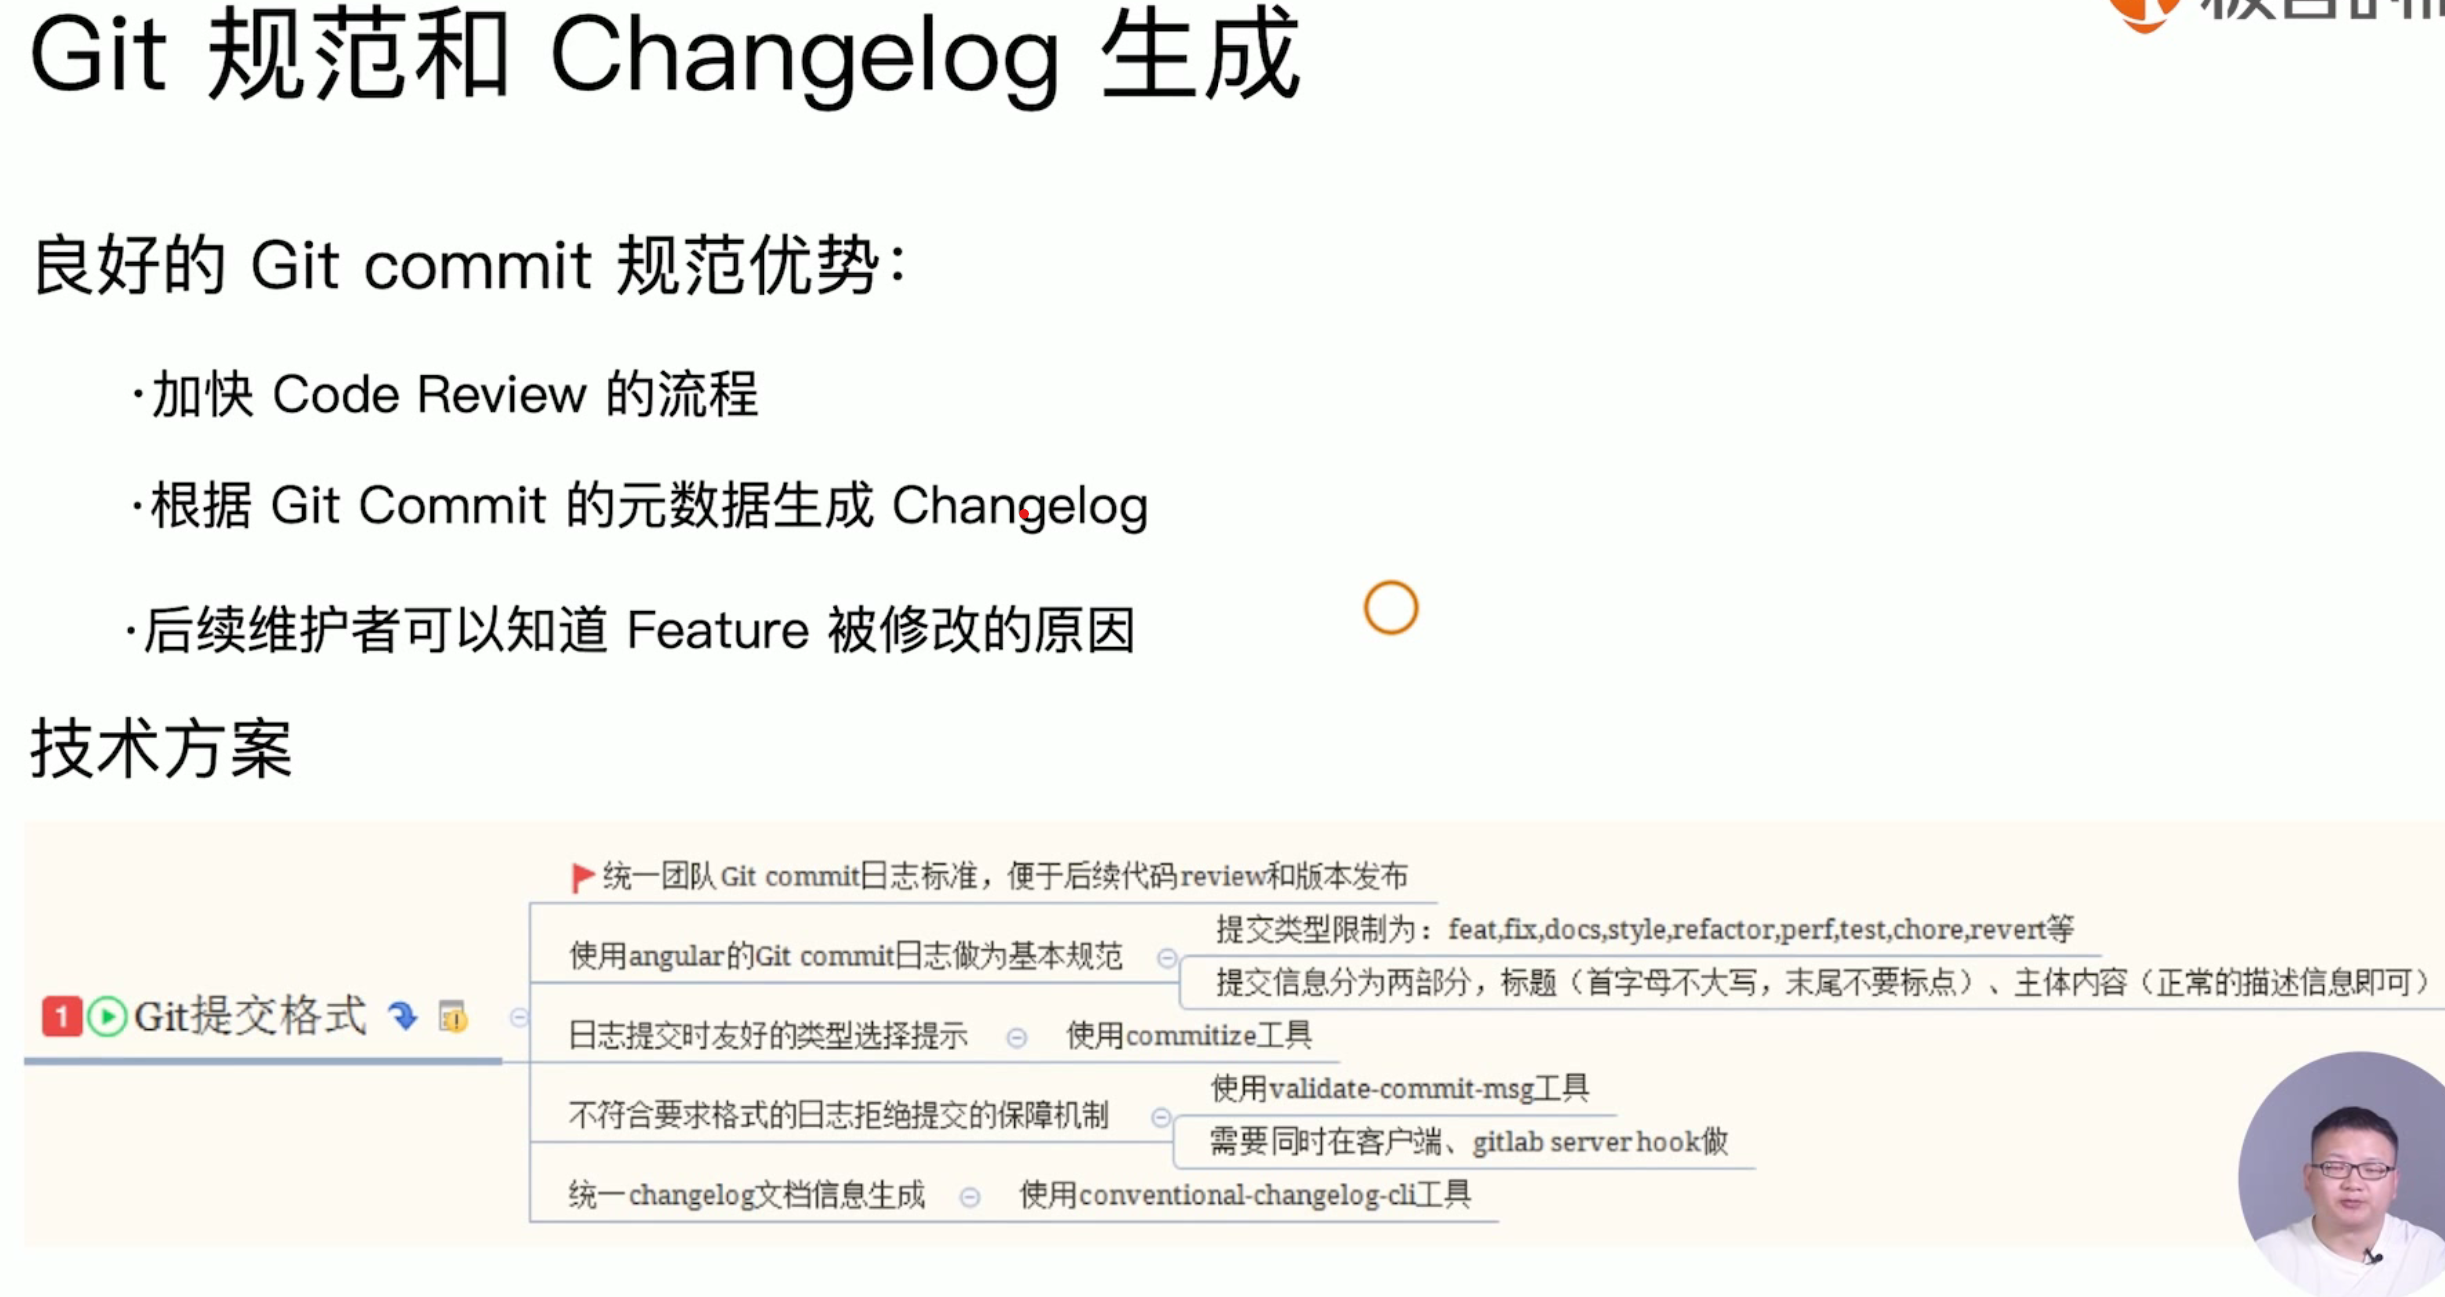 Git 规范和 Changelog 生成
良好的 Git commit 规范优势：
·加快 Code Review 的流程
·根据 Git Commit 的元数据生成 Changelog
·后续维护者可以知道 Feature 被修改的原因
技术方案
1 Git提交格式
统一团队Git commit日志标准，便于后续代码review和版本发布
使用angular的Git commit日志做为基本规范
提交类型限制为：feat,fix,docs,style,refactor,perf,test,chore,revert等
提交信息分为两部分，标题（首字母不大写，末尾不要标点）、主体内容（正常的描述信息即可）
日志提交时友好的类型选择提示
使用commitize工具
不符合要求格式的日志拒绝提交的保障机制
使用validate-commit-msg工具
需要同时在客户端、gitlab server hook做
统一changelog文档信息生成
使用conventional-changelog-cli工具